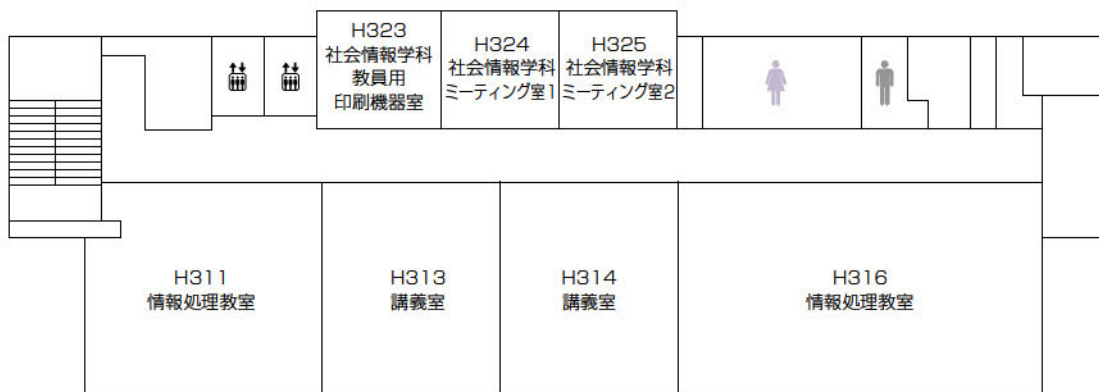 H323
社会情報学科
教員用
印刷機器室
H324
社会情報学科
ミーティング室1
H325
社会情報学科
ミーティング室2
H311
情報処理教室
H313
講義室
H314
講義室
H316
情報処理教室